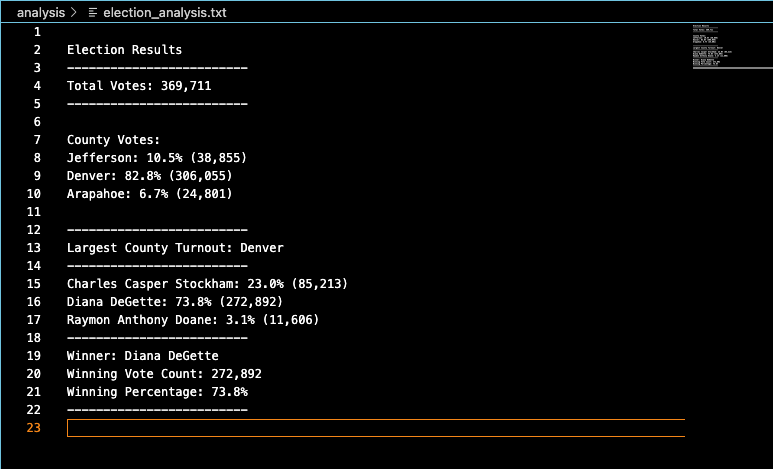 analysis > election_analysis.txt
1
2 Election Results
3 -------------------------
4 Total Votes: 369,711
5 -------------------------
6
7 County Votes:
8 Jefferson: 10.5% (38,855)
9 Denver: 82.8% (306,055)
10 Arapahoe: 6.7% (24,801)
11
12 -------------------------
13 Largest County Turnout: Denver
14 -------------------------
15 Charles Casper Stockham: 23.0% (85,213)
16 Diana DeGette: 73.8% (272,892)
17 Raymon Anthony Doane: 3.1% (11,606)
18 -------------------------
19 Winner: Diana DeGette
20 Winning Vote Count: 272,892
21 Winning Percentage: 73.8%
22 -------------------------
23